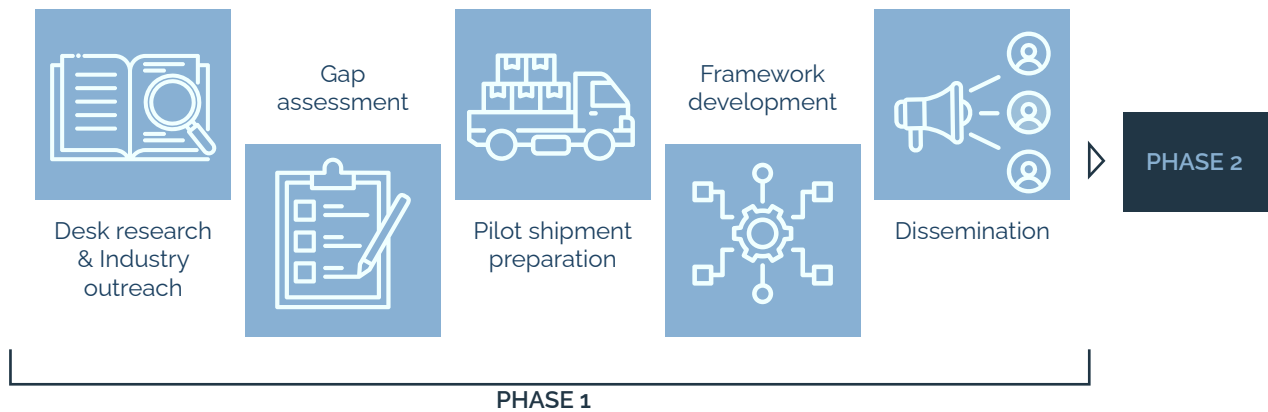 Desk research
& Industry
outreach
Gap
assessment
Pilot shipment
preparation
Framework
development
Dissemination
PHASE 2
PHASE 1